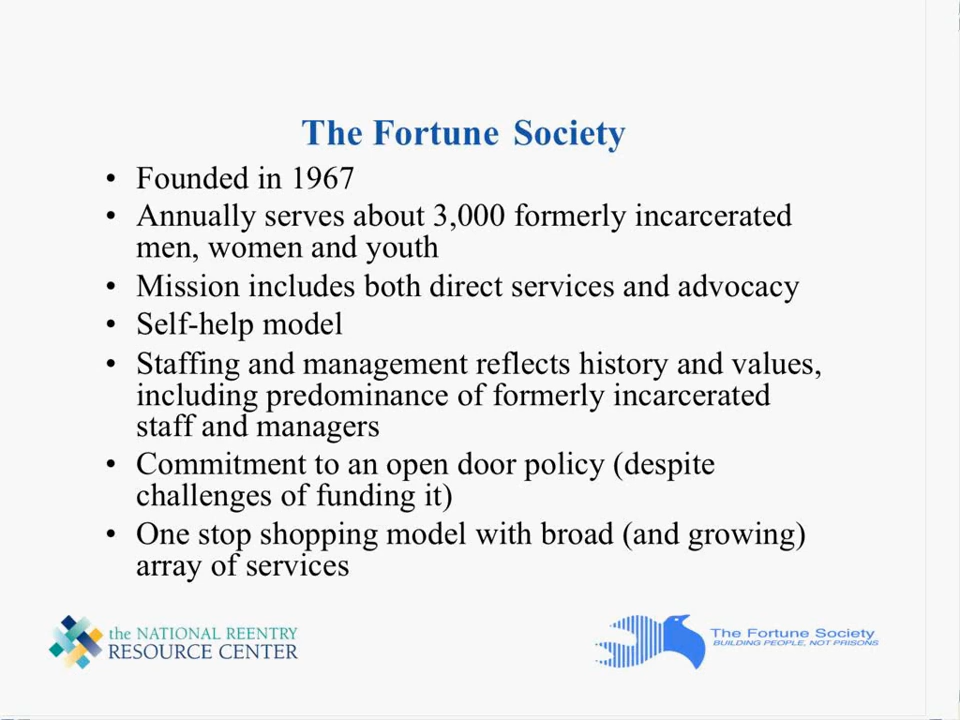 The Fortune Society
• Founded in 1967
• Annually serves about 3,000 formerly incarcerated
men, women and youth
• Mission includes both direct services and advocacy
• Self-help model
• Staffing and management reflects history and values,
including predominance of formerly incarcerated
staff and managers
• Commitment to an open door policy (despite
challenges of funding it)
• One stop shopping model with broad (and growing)
array of services
the NATIONAL REENTRY
RESOURCE CENTER
The Fortune Society
BUILDING PEOPLE, NOT PRISONS